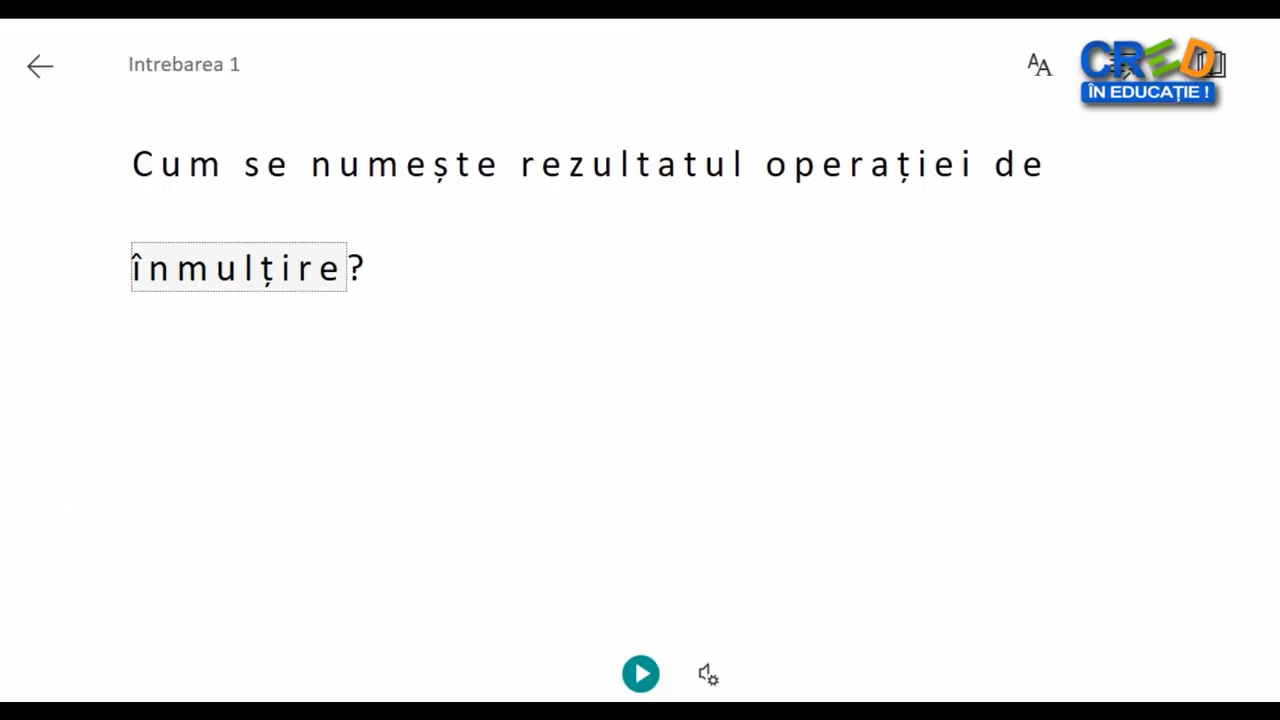 Intrebarea 1
CRED
ÎN EDUCAȚIE !
Cum se numește rezultatul operației de
înmulțire?